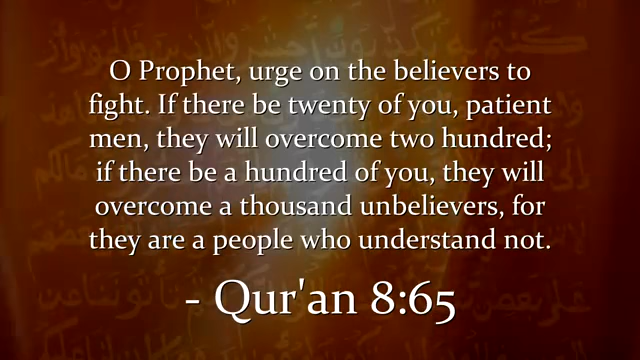 O Prophet, urge on the believers to
fight. If there be twenty of you, patient
men, they will overcome two hundred;
if there be a hundred of you, they will
overcome a thousand unbelievers, for
they are a people who understand not.
- Qur'an 8:65